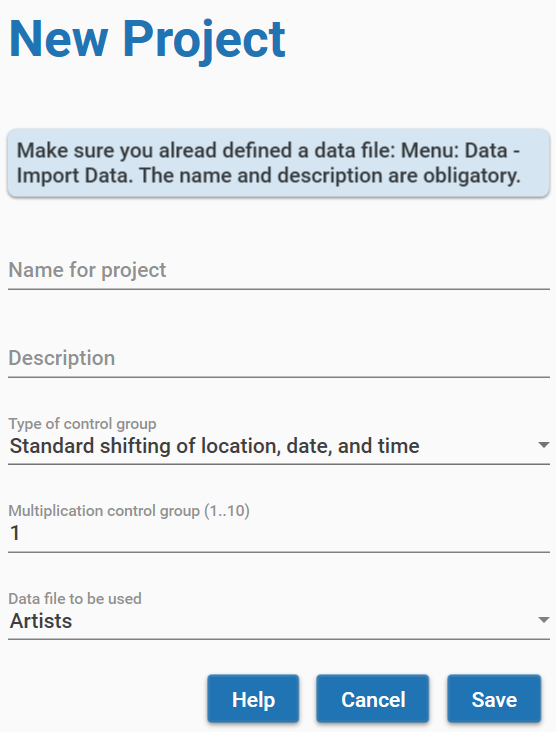 New Project
Make sure you alread defined a data file: Menu: Data -
Import Data. The name and description are obligatory.
Name for project
Description
Type of control group
Standard shifting of location, date, and time
Multiplication control group (1..10)
1
Data file to be used
Artists
Help Cancel Save